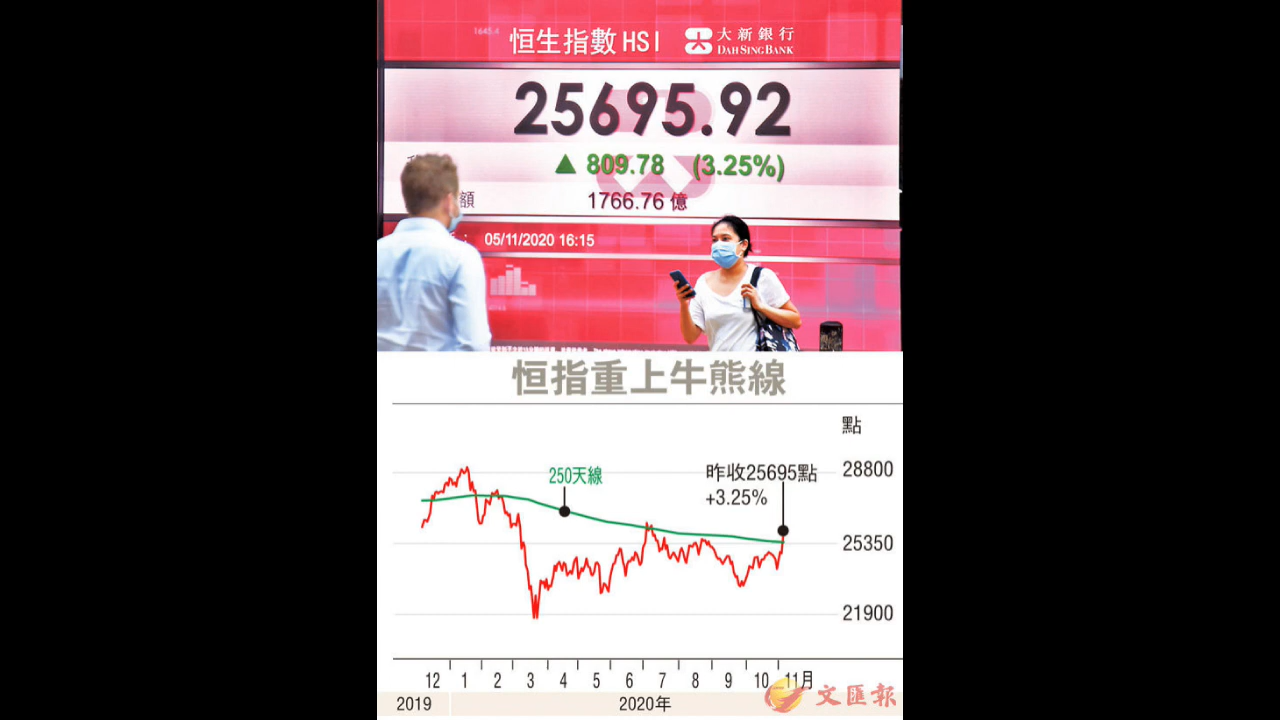 1645.4
恒生指數 HSI
大新銀行
DAH SING BANK
25695.92
▲ 809.78 (3.25%)
額
1766.76 億
05/11/2020 16:15
恒指重上牛熊線
點
250天線
昨收25695點
+3.25%
28800
25350
21900
12 1 2 3 4 5 6 7 8 9 10 11月
2019 2020年
文匯報